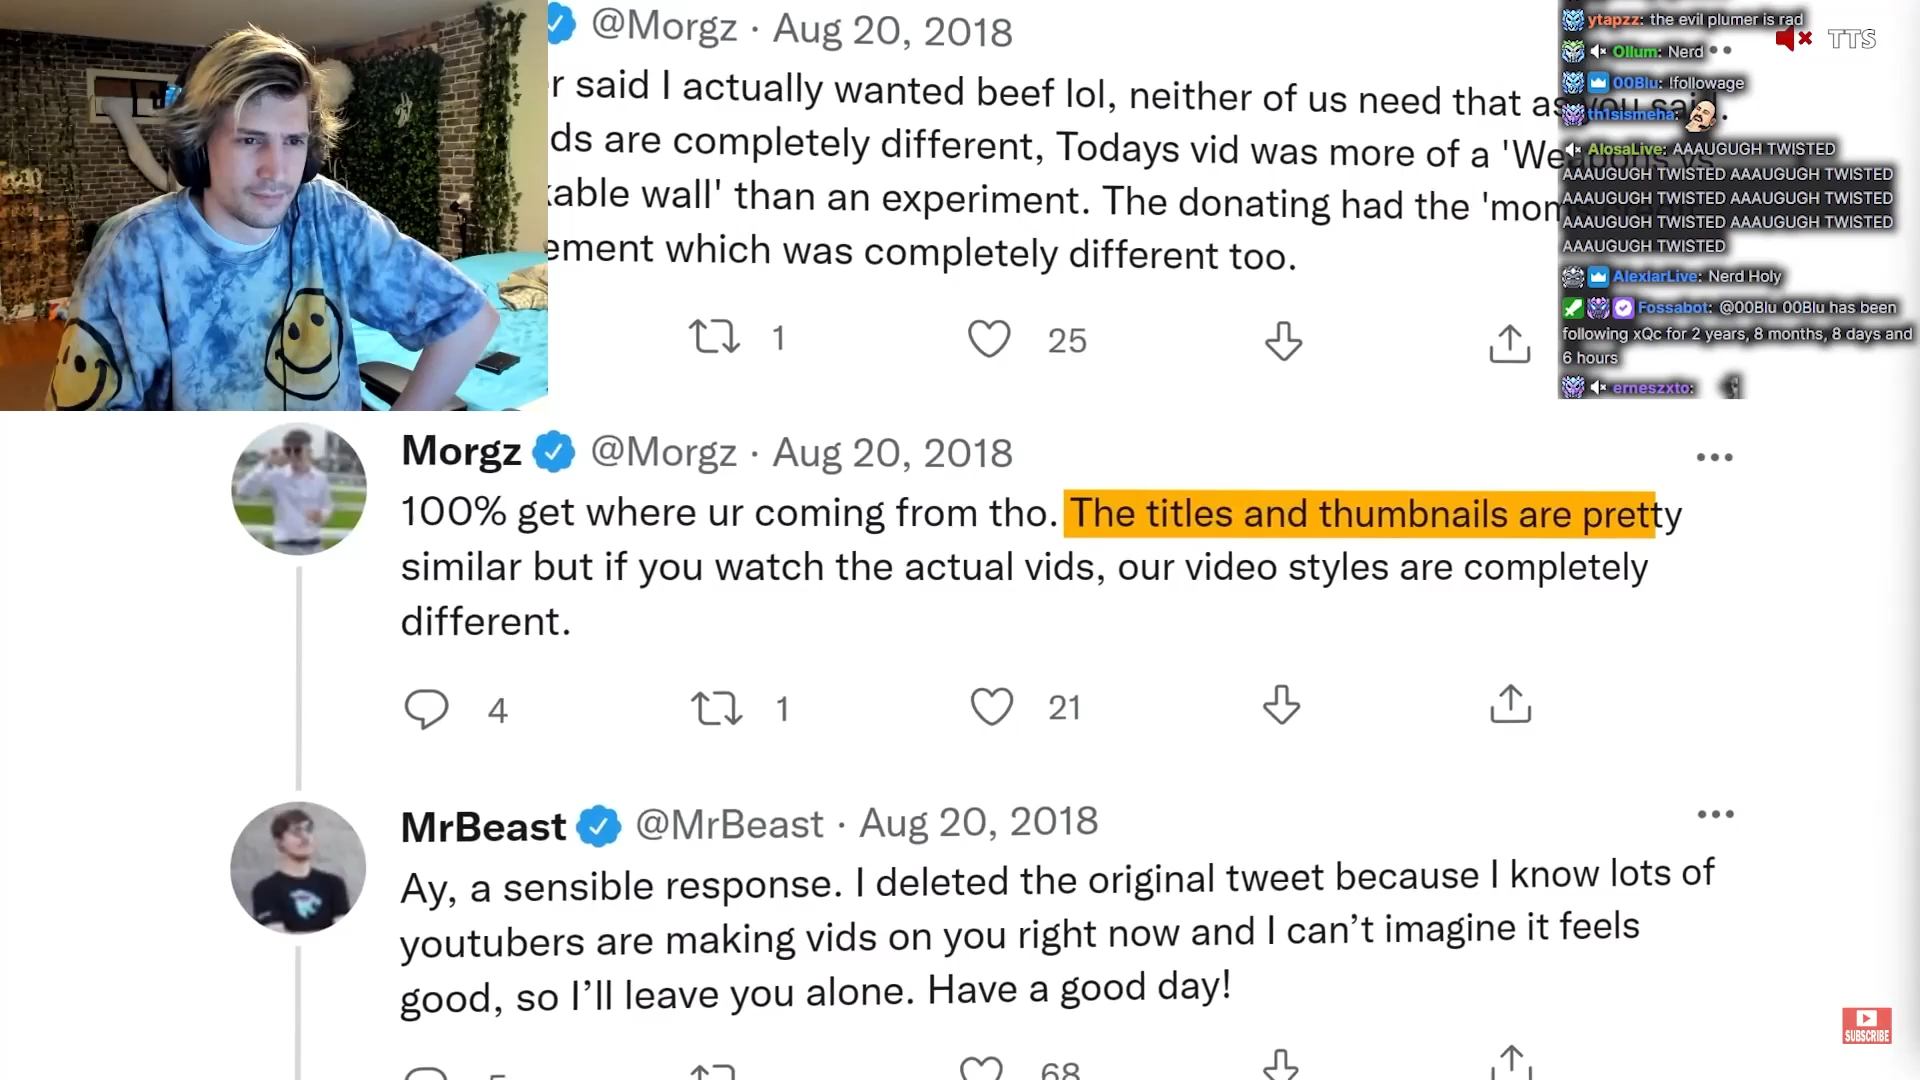 @Morgz · Aug 20, 2018
r said I actually wanted beef lol, neither of us need that as you said.
ds are completely different, Todays vid was more of a 'Weapons vs
kable wall' than an experiment. The donating had the 'mom
ement which was completely different too.
1 25
Morgz @Morgz · Aug 20, 2018
100% get where ur coming from tho. The titles and thumbnails are pretty
similar but if you watch the actual vids, our video styles are completely
different.
4 1 21
MrBeast @MrBeast · Aug 20, 2018
Ay, a sensible response. I deleted the original tweet because I know lots of
youtubers are making vids on you right now and I can’t imagine it feels
good, so I’ll leave you alone. Have a good day!
5 68
ytapzz: the evil plumer is rad
TTS
Ollum: Nerd
00Blu: !followage
th1sismeha:
AlosaLive: AAAUGUGH TWISTED
AAAUGUGH TWISTED AAAUGUGH TWISTED
AAAUGUGH TWISTED AAAUGUGH TWISTED
AAAUGUGH TWISTED AAAUGUGH TWISTED
AAAUGUGH TWISTED
AlexIarLive: Nerd Holy
Fossabot: @00Blu 00Blu has been
following xQc for 2 years, 8 months, 8 days and
6 hours
erneszxto:
SUBSCRIBE